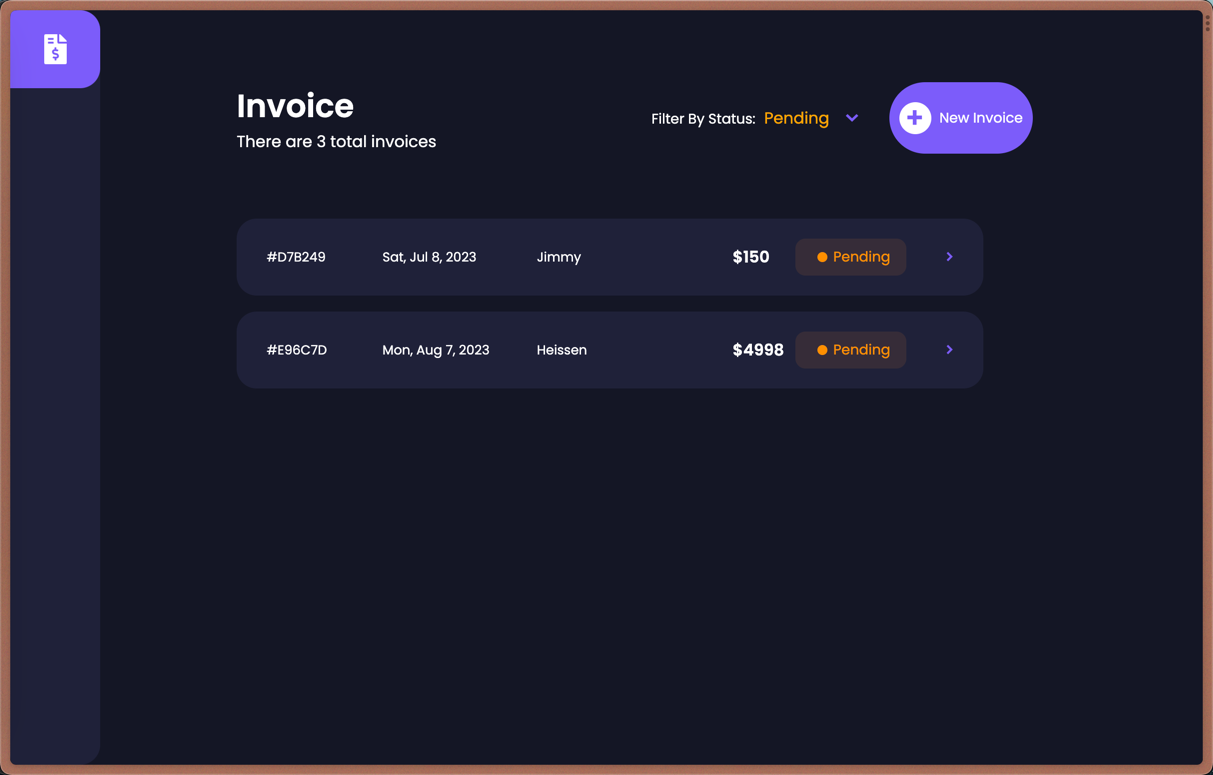 $
Invoice
There are 3 total invoices
Filter By Status: Pending
New Invoice
#D7B249 Sat, Jul 8, 2023 Jimmy $150 Pending
#E96C7D Mon, Aug 7, 2023 Heissen $4998 Pending